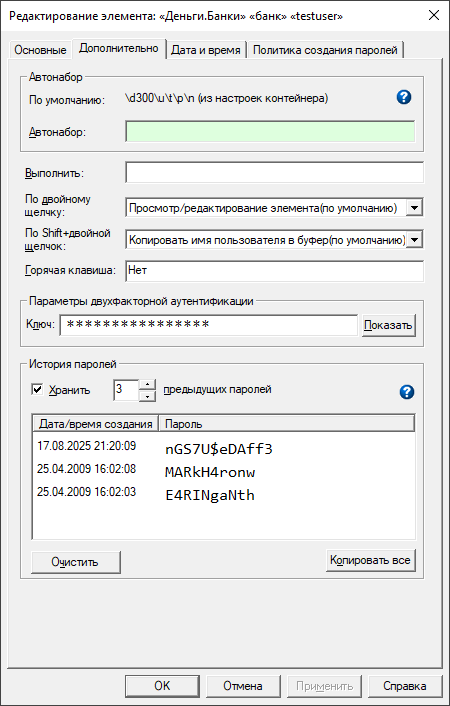 Редактирование элемента: «Деньги.Банки» «банк» «testuser»
Основные Дополнительно Дата и время Политика создания паролей
Автонабор
По умолчанию: \d300\u\t\p\n (из настроек контейнера)
Автонабор:
Выполнить:
По двойному щелчку: Просмотр/редактирование элемента(по умолчанию)
По Shift+двойной щелчок: Копировать имя пользователя в буфер(по умолчанию)
Горячая клавиша: Нет
Параметры двухфакторной аутентификации
Ключ: **************** Показать
История паролей
Хранить 3 предыдущих паролей
Дата/время создания Пароль
17.08.2025 21:20:09 nGS7U$eDAff3
25.04.2009 16:02:08 MARkH4ronw
25.04.2009 16:02:03 E4RINgaNth
Очистить Копировать все
OK Отмена Применить Справка